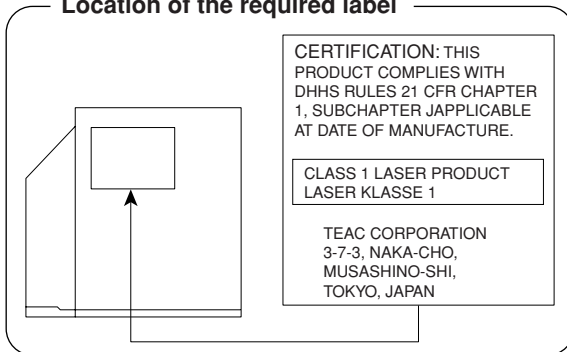 Location of the required label
CERTIFICATION: THIS
PRODUCT COMPLIES WITH
DHHS RULES 21 CFR CHAPTER
1, SUBCHAPTER JAPPLICABLE
AT DATE OF MANUFACTURE.
CLASS 1 LASER PRODUCT
LASER KLASSE 1
TEAC CORPORATION
3-7-3, NAKA-CHO,
MUSASHINO-SHI,
TOKYO, JAPAN